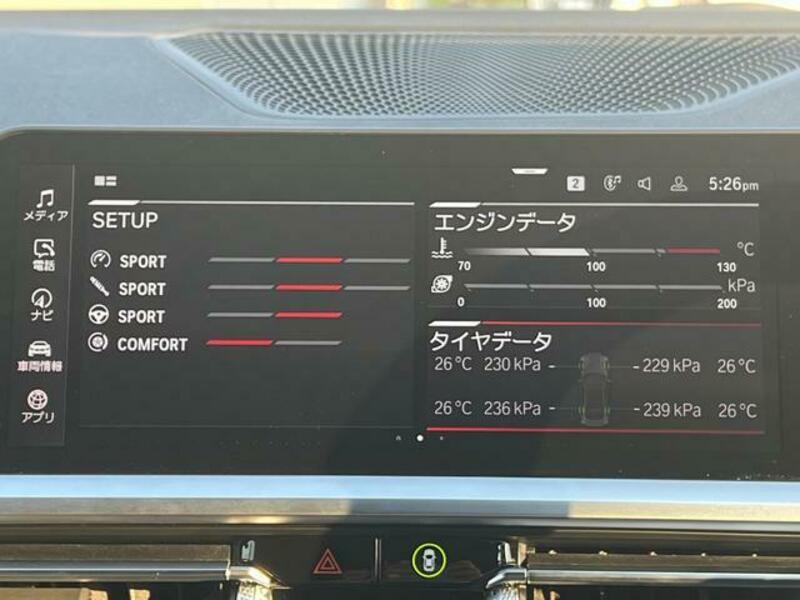 2
5:26pm
メディア
電話
ナビ
車両情報
アプリ
SETUP
SPORT
SPORT
SPORT
COMFORT
エンジンデータ
°C
70 100 130
kPa
0 100 200
タイヤデータ
26 °C 230 kPa 229 kPa 26 °C
26 °C 236 kPa 239 kPa 26 °C